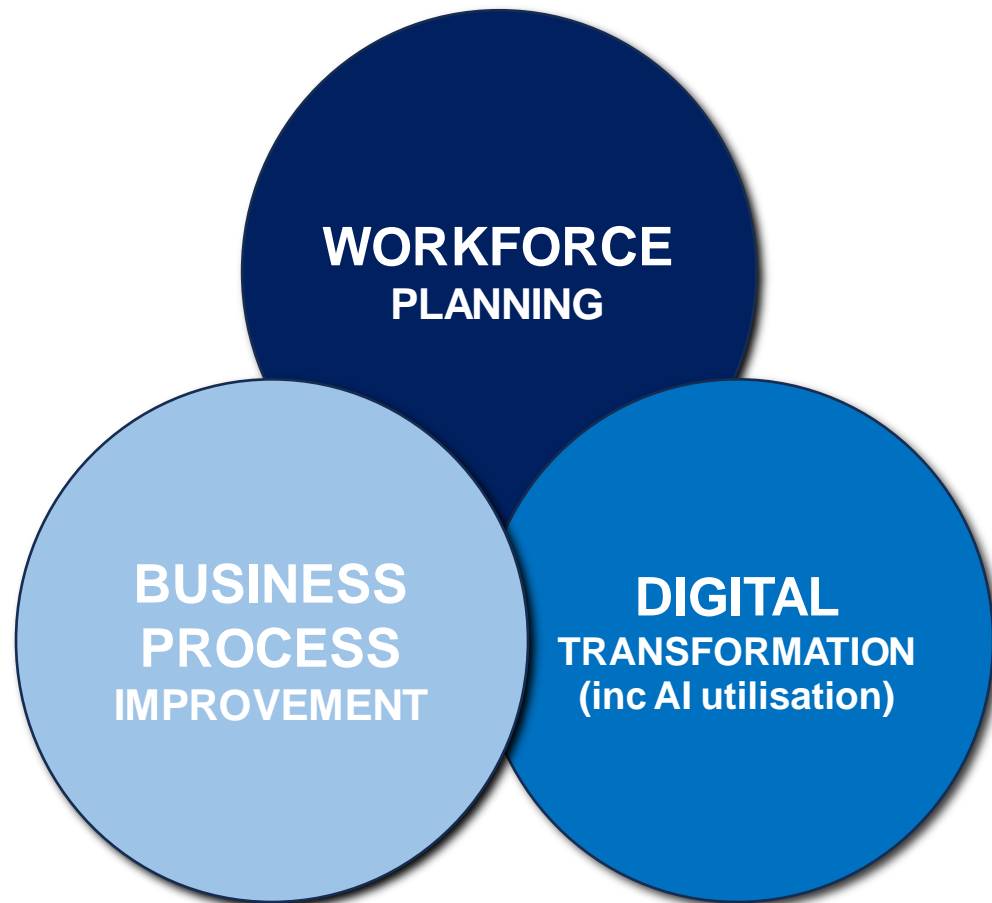 WORKFORCE
PLANNING
BUSINESS
PROCESS
IMPROVEMENT
DIGITAL
TRANSFORMATION
(inc AI utilisation)